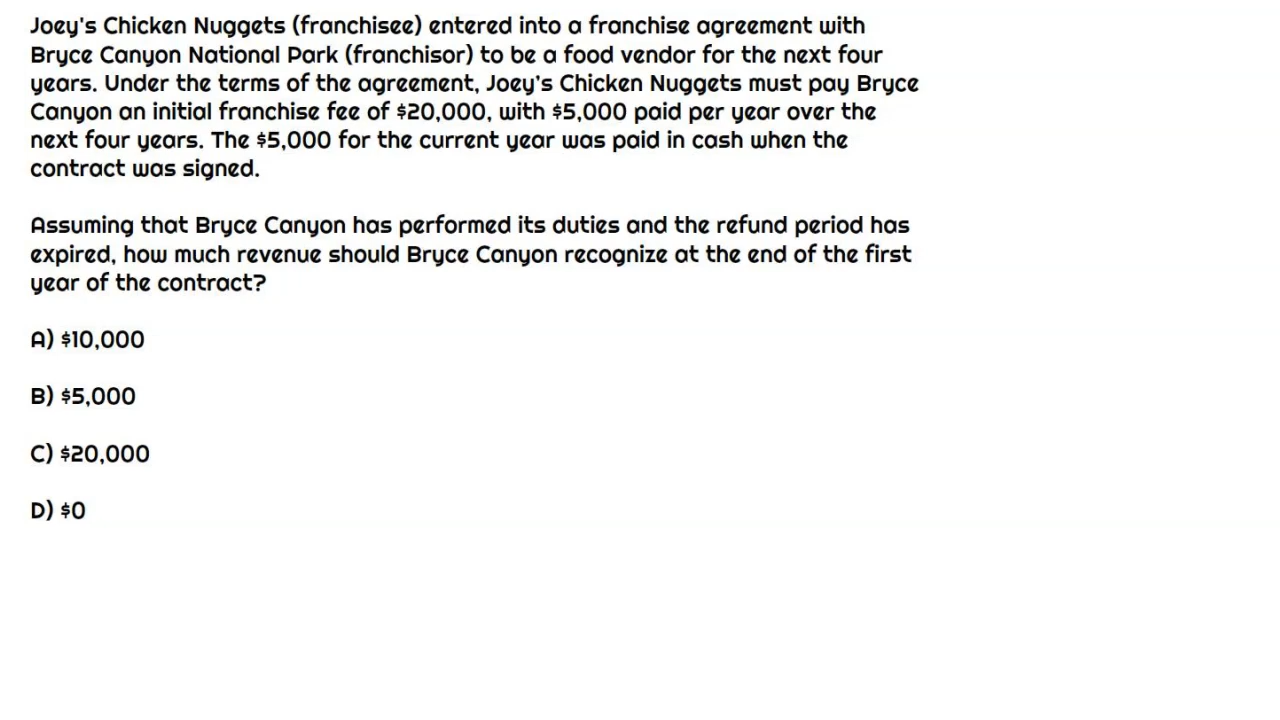 Joey's Chicken Nuggets (franchisee) entered into a franchise agreement with
Bryce Canyon National Park (franchisor) to be a food vendor for the next four
years. Under the terms of the agreement, Joey's Chicken Nuggets must pay Bryce
Canyon an initial franchise fee of $20,000, with $5,000 paid per year over the
next four years. The $5,000 for the current year was paid in cash when the
contract was signed.
Assuming that Bryce Canyon has performed its duties and the refund period has
expired, how much revenue should Bryce Canyon recognize at the end of the first
year of the contract?
A) $10,000
B) $5,000
C) $20,000
D) $0